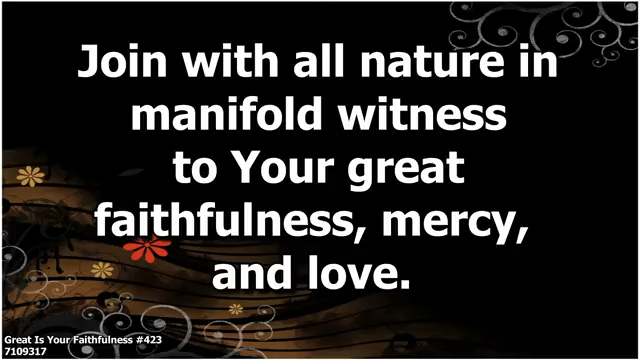 Join with all nature in
manifold witness
to Your great
faithfulness, mercy,
and love.
Great Is Your Faithfulness #423
7109317